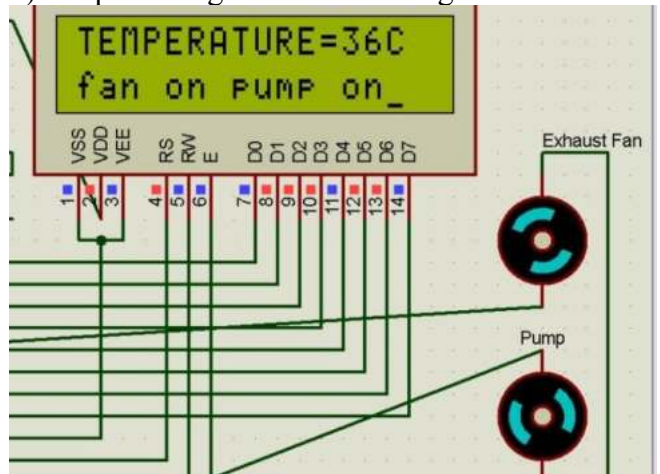 TEMPERATURE=36C
fan on pump on_
VSS VDD VEE RS RW E D0 D1 D2 D3 D4 D5 D6 D7
1 2 3 4 5 6 7 8 9 10 11 12 13 14
Exhaust Fan
Pump